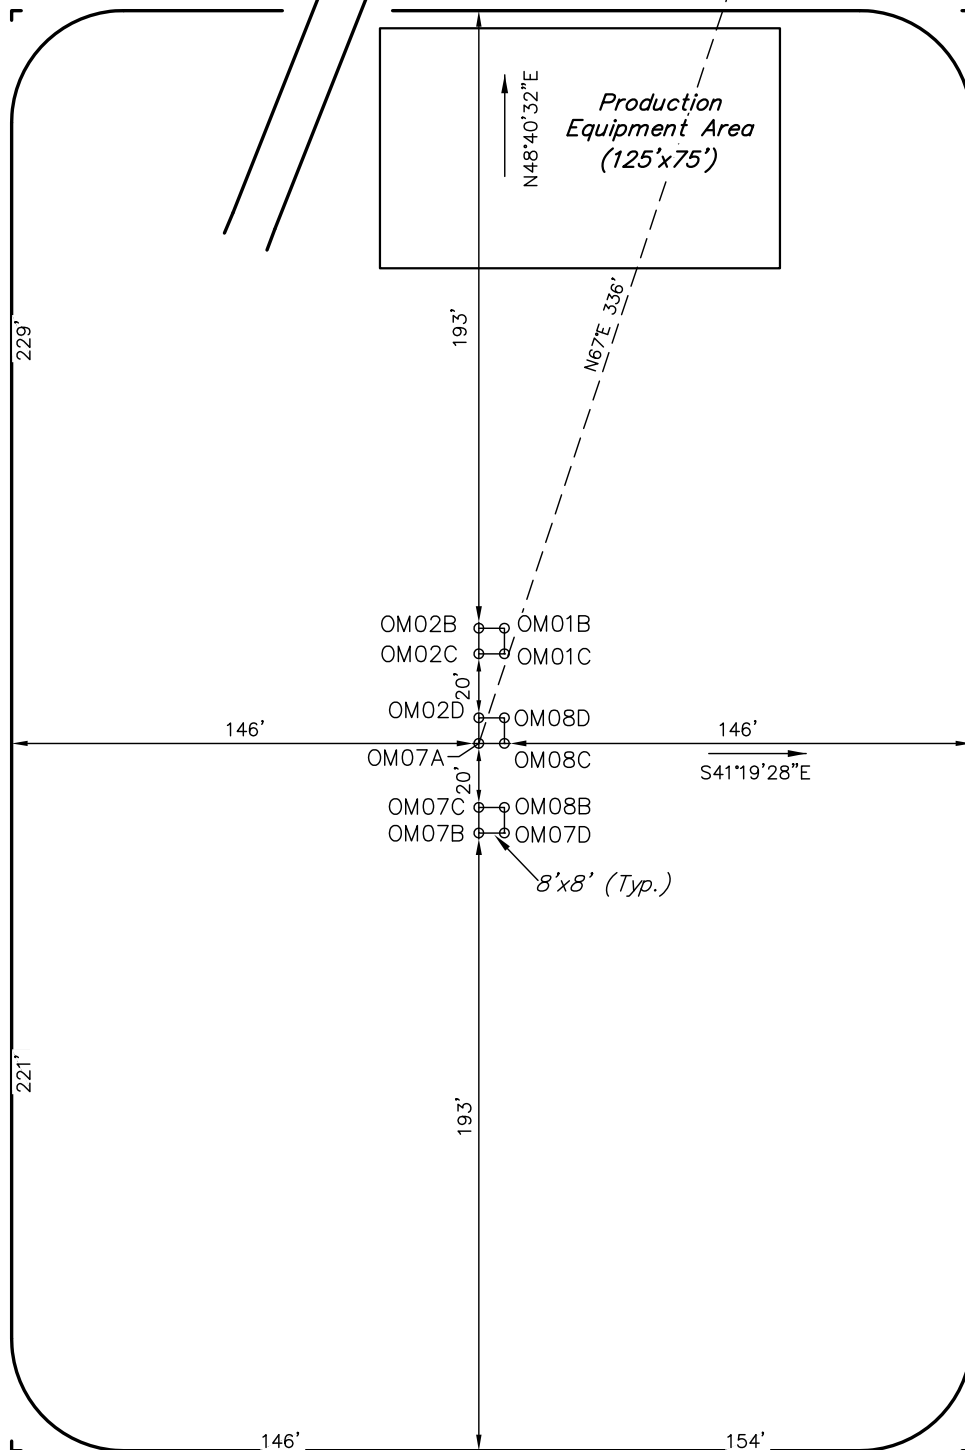 N48°40'32"E
Production
Equipment Area
(125'x75')
229'
193'
N67°E 336'
OM02B
OM01B
OM02C
OM01C
20'
OM02D
OM08D
146'
146'
OM07A
OM08C
S41°19'28"E
20'
OM07C
OM08B
OM07B
OM07D
8'x8' (Typ.)
221'
193'
146'
154'